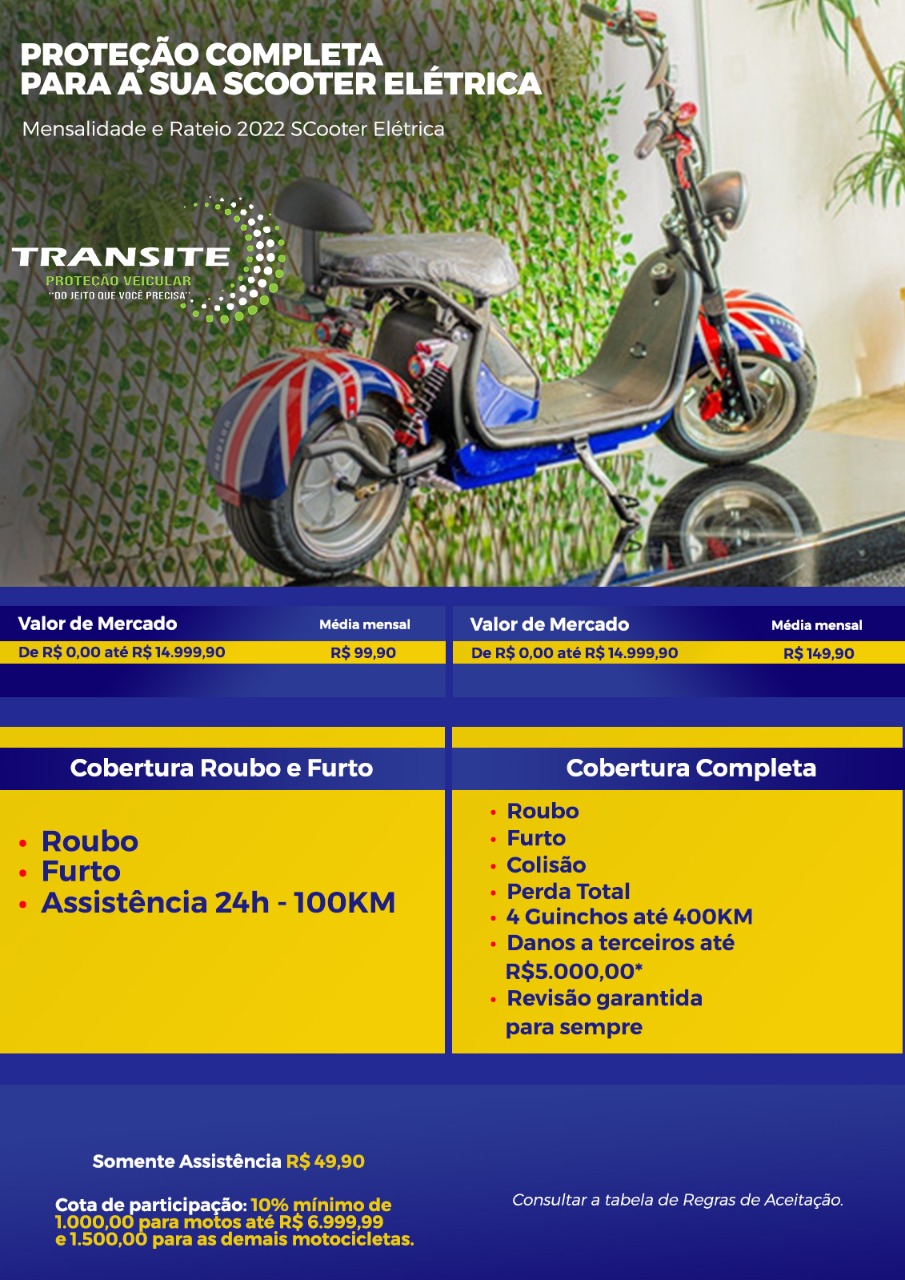 PROTEÇÃO COMPLETA
PARA A SUA SCOOTER ELÉTRICA
Mensalidade e Rateio 2022 SCooter Elétrica
TRANSITE
PROTEÇÃO VEICULAR
"DO JEITO QUE VOCÊ PRECISA"
Valor de Mercado Média mensal
De R$ 0,00 até R$ 14.999,90 R$ 99,90
Valor de Mercado Média mensal
De R$ 0,00 até R$ 14.999,90 R$ 149,90
Cobertura Roubo e Furto
• Roubo
• Furto
• Assistência 24h - 100KM
Cobertura Completa
• Roubo
• Furto
• Colisão
• Perda Total
• 4 Guinchos até 400KM
• Danos a terceiros até
R$5.000,00*
• Revisão garantida
para sempre
Somente Assistência R$ 49,90
Cota de participação: 10% mínimo de
1.000,00 para motos até R$ 6.999,99
e 1.500,00 para as demais motocicletas.
Consultar a tabela de Regras de Aceitação.